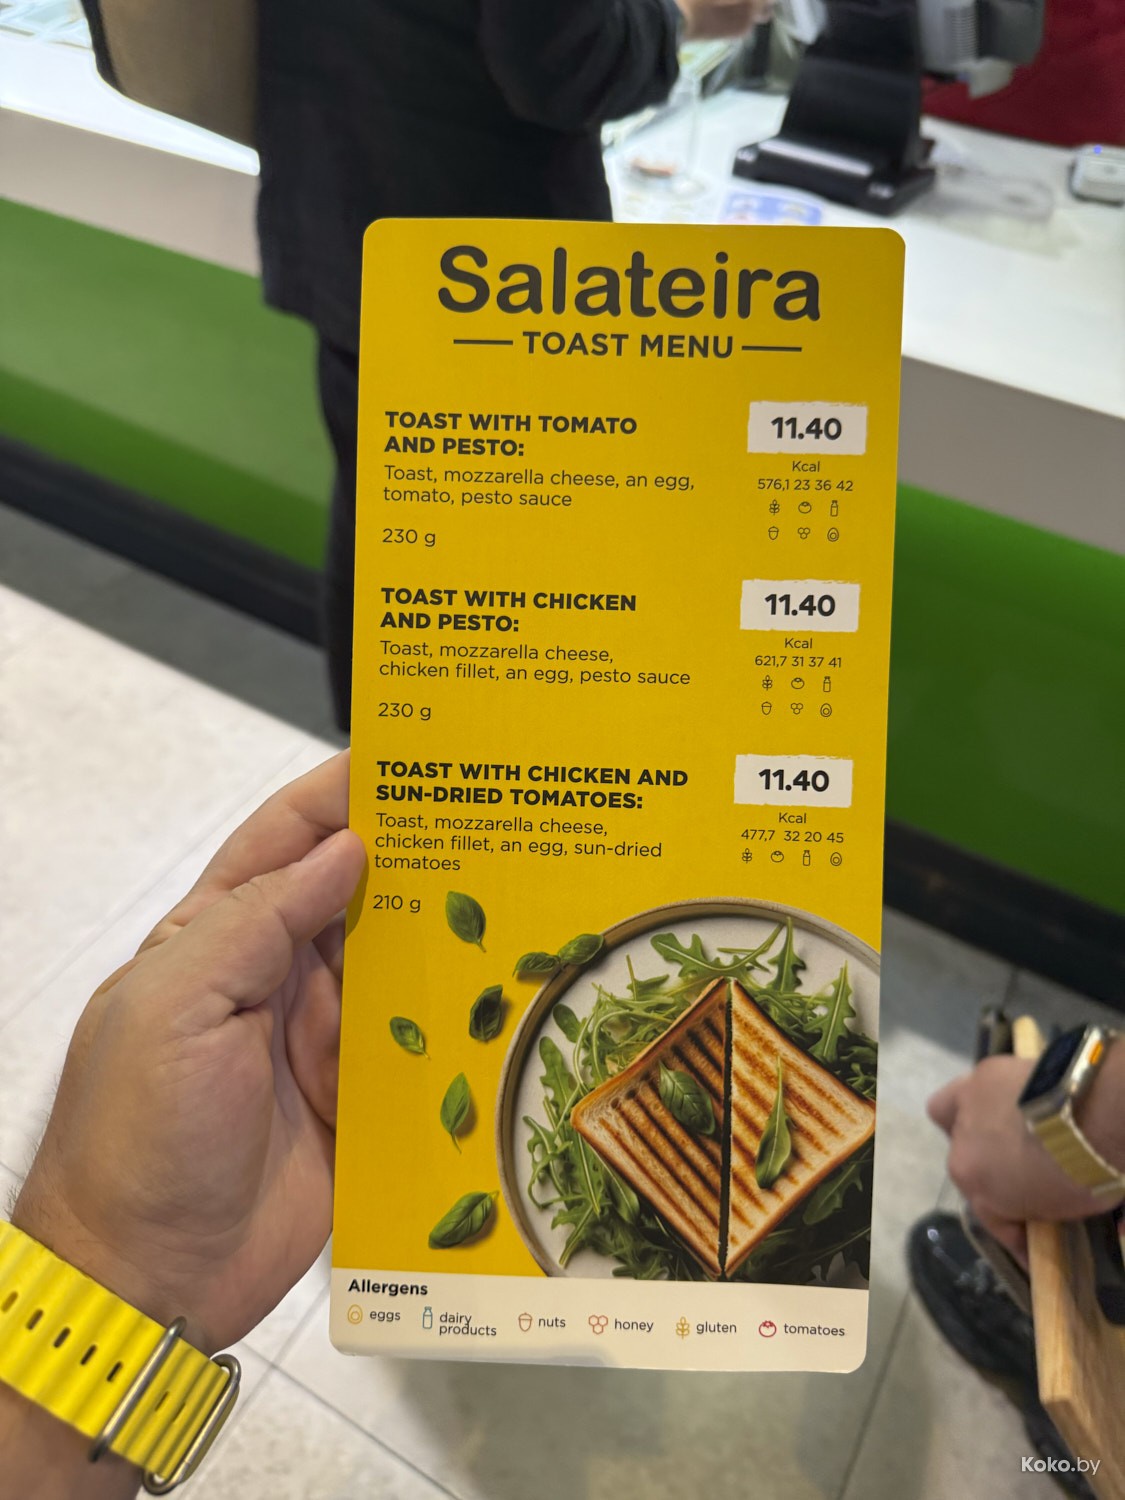 Salateira
TOAST MENU
TOAST WITH TOMATO
AND PESTO:
Toast, mozzarella cheese, an egg,
tomato, pesto sauce
230 g
11.40
Kcal
576,1 23 36 42
TOAST WITH CHICKEN
AND PESTO:
Toast, mozzarella cheese,
chicken fillet, an egg, pesto sauce
230 g
11.40
Kcal
621,7 31 37 41
TOAST WITH CHICKEN AND
SUN-DRIED TOMATOES:
Toast, mozzarella cheese,
chicken fillet, an egg, sun-dried
tomatoes
210 g
11.40
Kcal
477,7 32 20 45
Allergens
eggs
dairy
products
nuts
honey
gluten
tomatoes
Koko.by